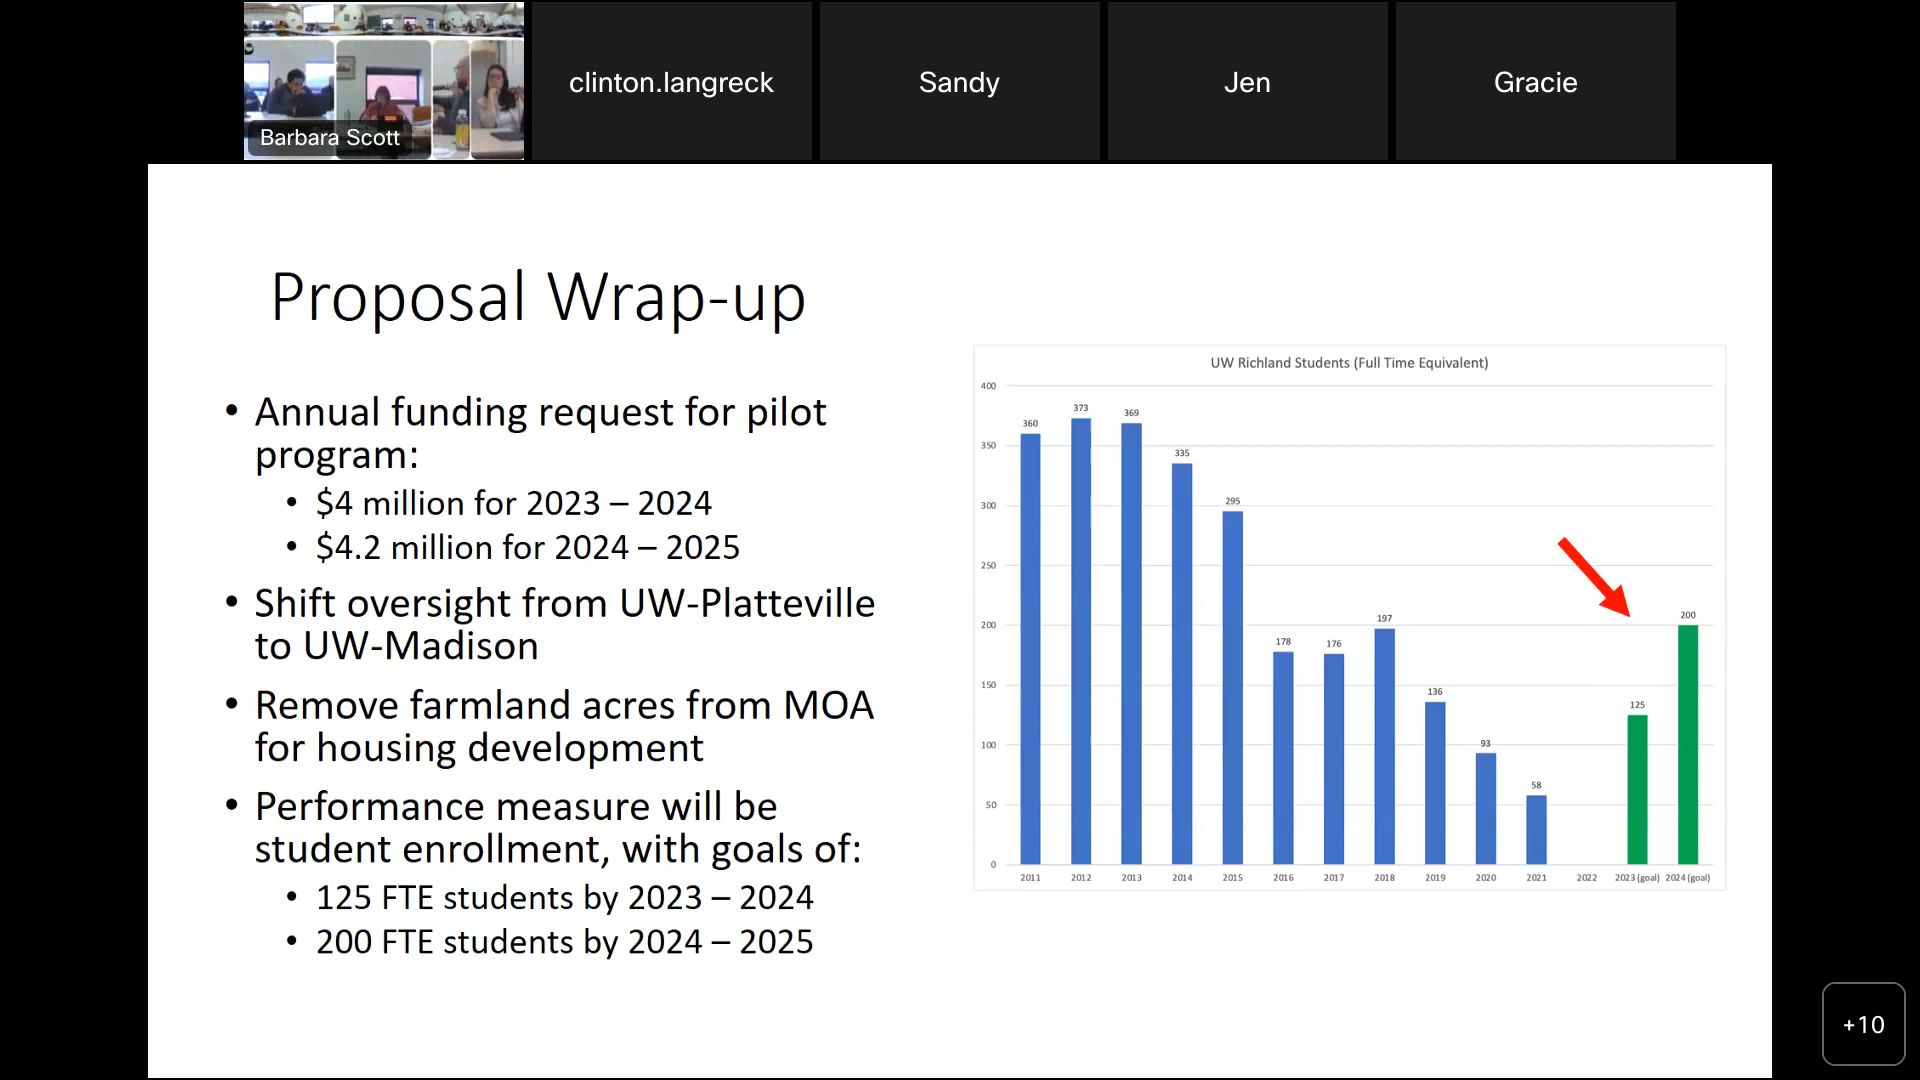 Barbara Scott
clinton.langreck
Sandy
Jen
Gracie
Proposal Wrap-up
• Annual funding request for pilot
program:
• $4 million for 2023 – 2024
• $4.2 million for 2024 – 2025
• Shift oversight from UW-Platteville
to UW-Madison
• Remove farmland acres from MOA
for housing development
• Performance measure will be
student enrollment, with goals of:
• 125 FTE students by 2023 – 2024
• 200 FTE students by 2024 – 2025
UW Richland Students (Full Time Equivalent)
400
350
300
250
200
150
100
50
0
360
373
369
335
295
178
176
197
136
93
58
125
200
2011 2012 2013 2014 2015 2016 2017 2018 2019 2020 2021 2022 2023 (goal) 2024 (goal)
+10